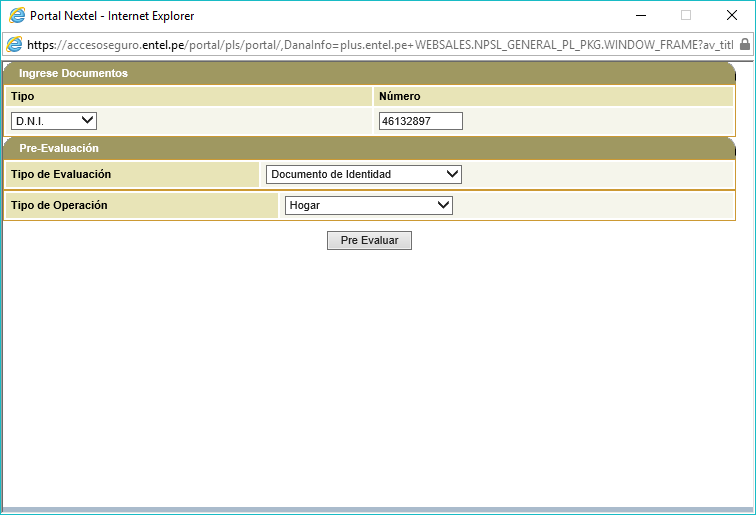 Portal Nextel - Internet Explorer
https://accesoseguro.entel.pe/portal/pls/portal/,DanaInfo=plus.entel.pe+WEBSALES.NPSL_GENERAL_PL_PKG.WINDOW_FRAME?av_titl
Ingrese Documentos
Tipo Número
D.N.I. 46132897
Pre-Evaluación
Tipo de Evaluación Documento de Identidad
Tipo de Operación Hogar
Pre Evaluar